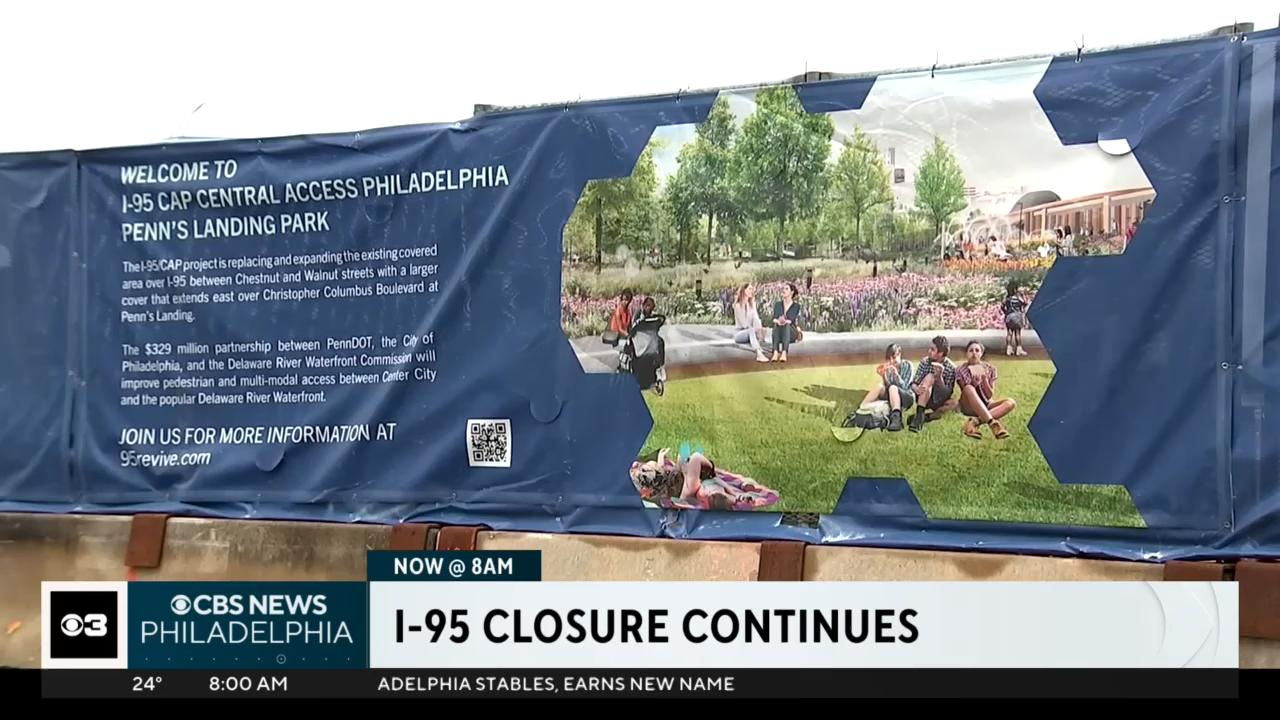 WELCOME TO
I-95 CAP CENTRAL ACCESS PHILADELPHIA
PENN'S LANDING PARK
The I-95/CAP project is replacing and expanding the existing covered
area over I-95 between Chestnut and Walnut streets with a larger
cover that extends east over Christopher Columbus Boulevard at
Penn's Landing.
The $329 million partnership between PennDOT, the City of
Philadelphia, and the Delaware River Waterfront Commission will
improve pedestrian and multi-modal access between Center City
and the popular Delaware River Waterfront.
JOIN US FOR MORE INFORMATION AT
95revive.com
NOW @ 8AM
3
CBS NEWS
PHILADELPHIA
I-95 CLOSURE CONTINUES
24° 8:00 AM ADELPHIA STABLES, EARNS NEW NAME